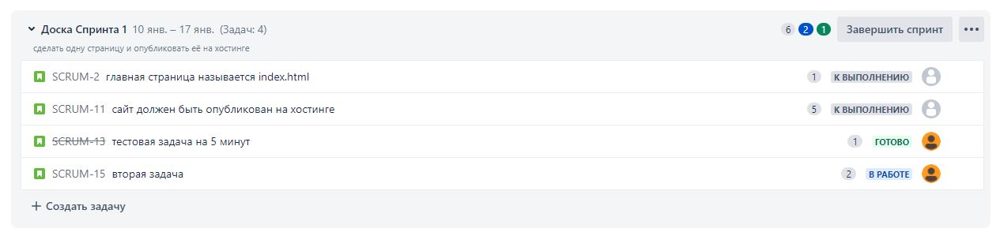 Доска Спринта 1 10 янв. – 17 янв. (Задач: 4) 6 2 1 Завершить спринт
сделать одну страницу и опубликовать её на хостинге
SCRUM-2 главная страница называется index.html 1 К ВЫПОЛНЕНИЮ
SCRUM-11 сайт должен быть опубликован на хостинге 5 К ВЫПОЛНЕНИЮ
SCRUM-13 тестовая задача на 5 минут 1 ГОТОВО
SCRUM-15 вторая задача 2 В РАБОТЕ
+ Создать задачу